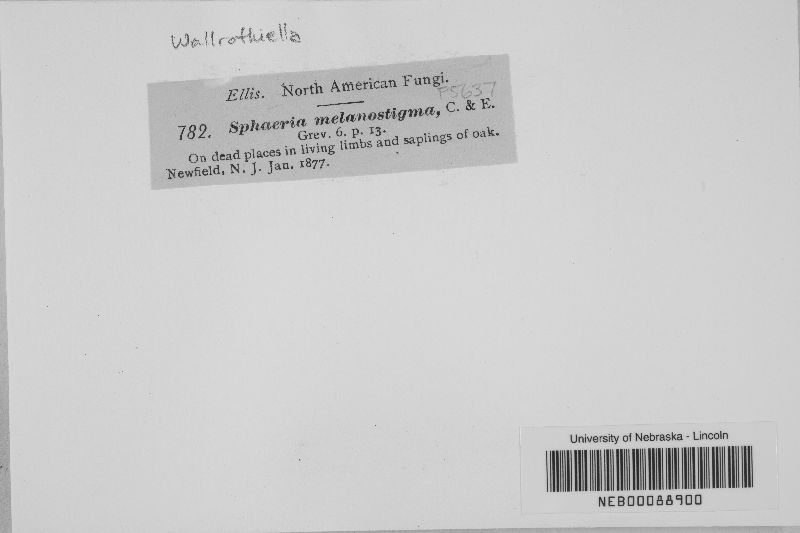 Wallrothiella
Ellis. North American Fungi.
F5637
782. Sphaeria melanostigma, C. & E.
Grev. 6. p. 13.
On dead places in living limbs and saplings of oak.
Newfield, N. J. Jan. 1877.
University of Nebraska - Lincoln
NEB00088900